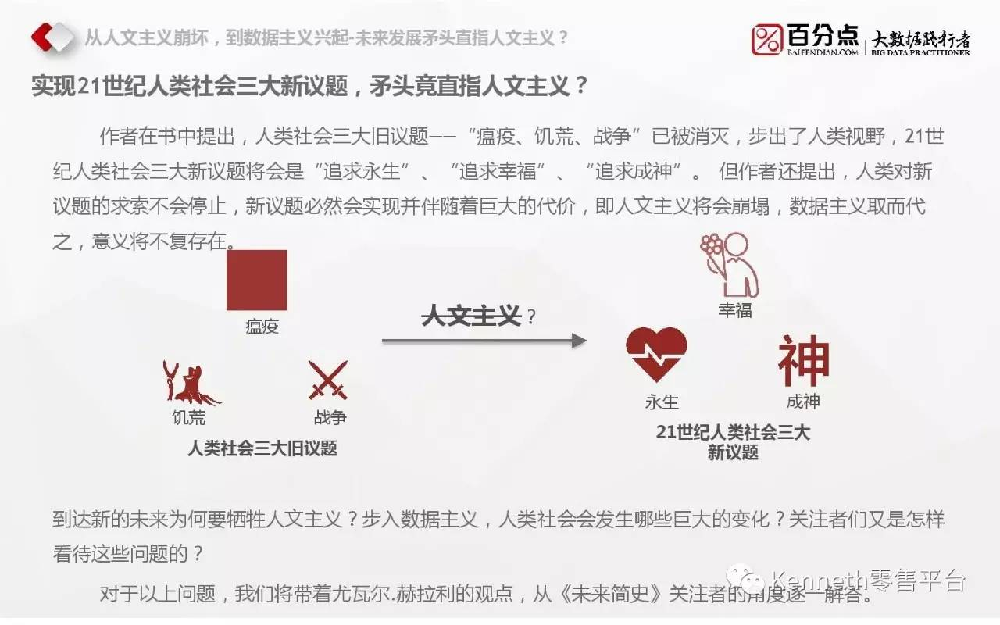 从人文主义崩坏，到数据主义兴起-未来发展矛头直指人文主义？
百分点
BAIFENDIAN.COM
大数据践行者
BIG DATA PRACTITIONER
实现21世纪人类社会三大新议题，矛头竟直指人文主义？
作者在书中提出，人类社会三大旧议题——“瘟疫、饥荒、战争”已被消灭，步出了人类视野，21世
纪人类社会三大新议题将会是“追求永生”、“追求幸福”、“追求成神”。 但作者还提出，人类对新
议题的求索不会停止，新议题必然会实现并伴随着巨大的代价，即人文主义将会崩塌，数据主义取而代
之，意义将不复存在。
瘟疫
饥荒
战争
人类社会三大旧议题
人文主义？
幸福
永生
神
成神
21世纪人类社会三大
新议题
到达新的未来为何要牺牲人文主义？步入数据主义，人类社会会发生哪些巨大的变化？关注者们又是怎样
看待这些问题的？
对于以上问题，我们将带着尤瓦尔.赫拉利的观点，从《未来简史》关注者的角度逐一解答。
Kenneth零售平台